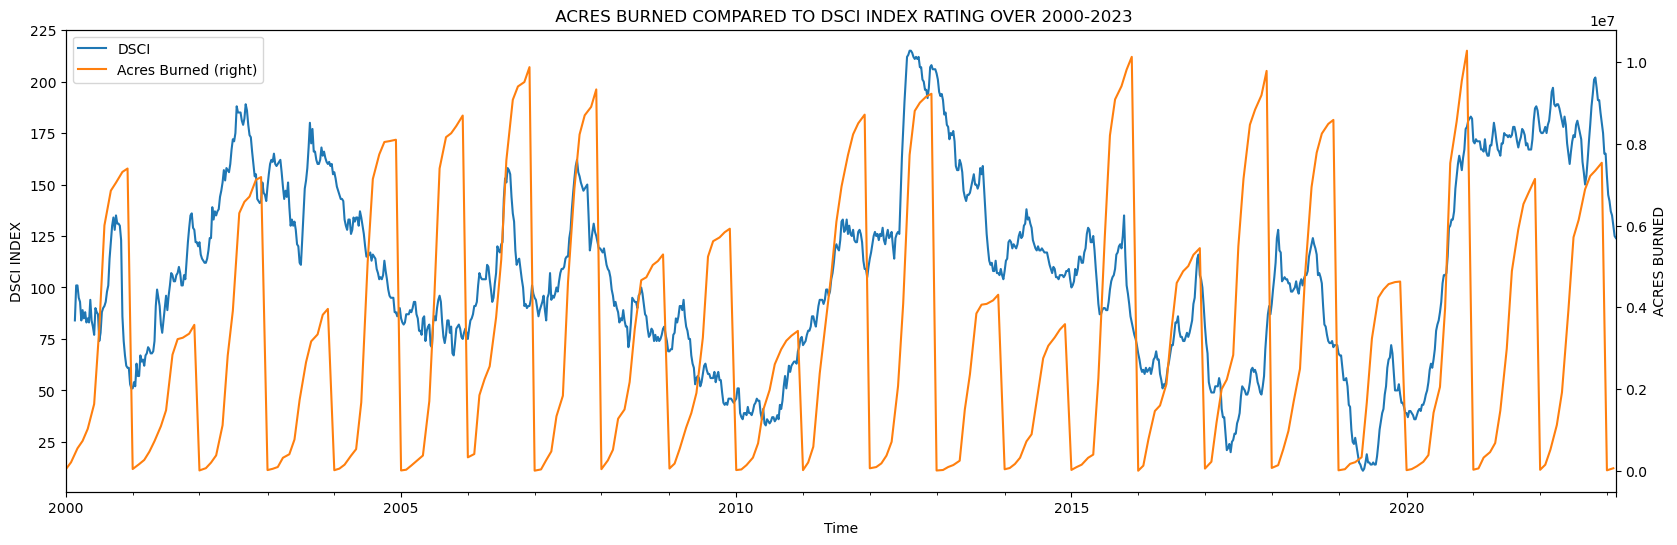 ACRES BURNED COMPARED TO DSCI INDEX RATING OVER 2000-2023
1e7
DSCI
Acres Burned (right)
DSCI INDEX
225
200
175
150
125
100
75
50
25
1.0
0.8
0.6
0.4
0.2
0.0
ACRES BURNED
2000 2005 2010 2015 2020
Time